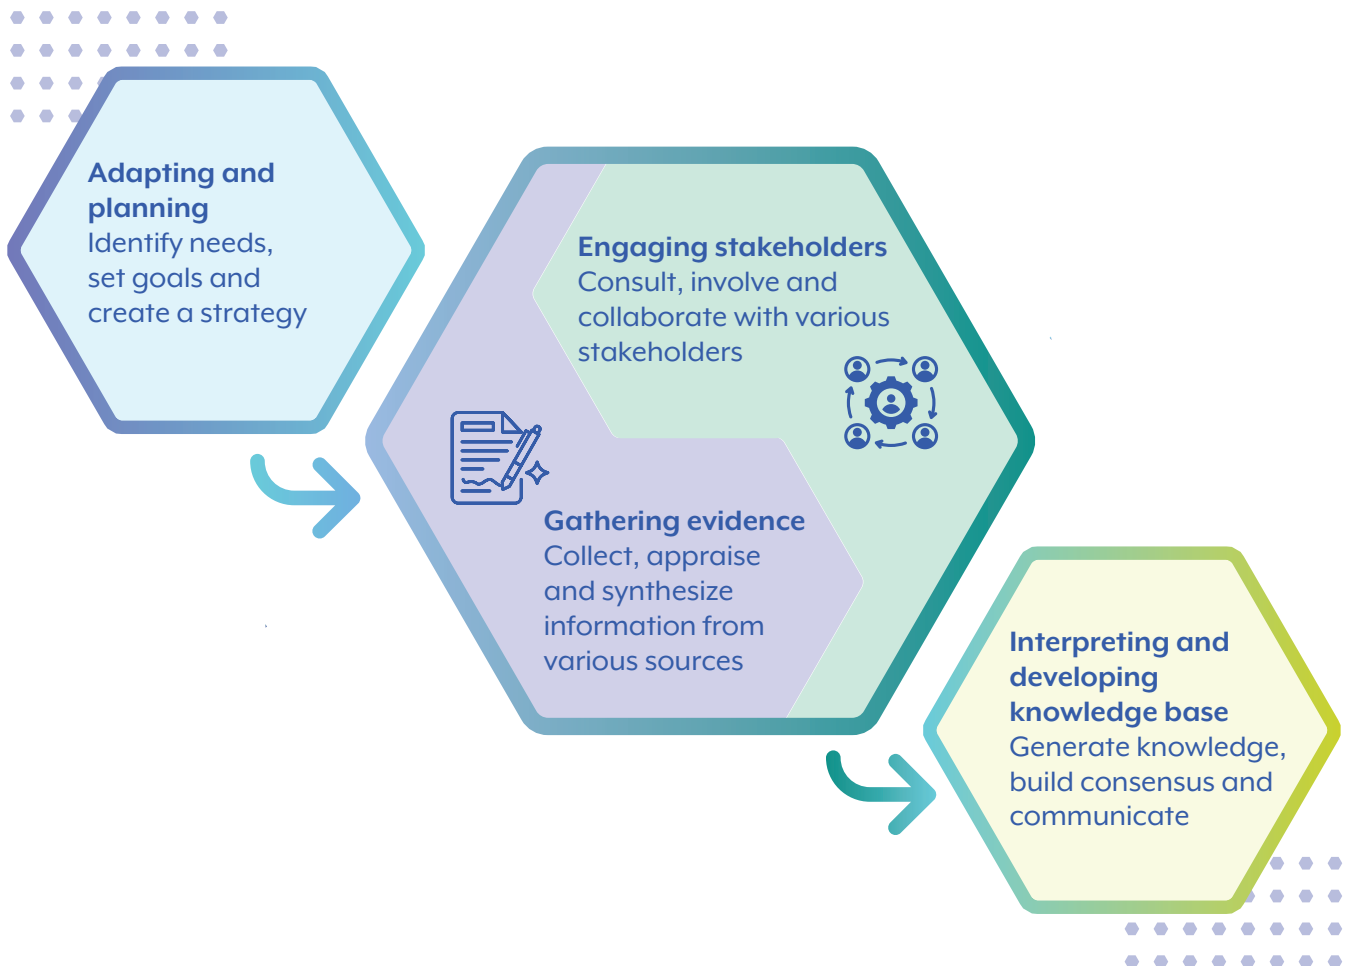 Adapting and
planning
Identify needs,
set goals and
create a strategy
Engaging stakeholders
Consult, involve and
collaborate with various
stakeholders
Gathering evidence
Collect, appraise
and synthesize
information from
various sources
Interpreting and
developing
knowledge base
Generate knowledge,
build consensus and
communicate